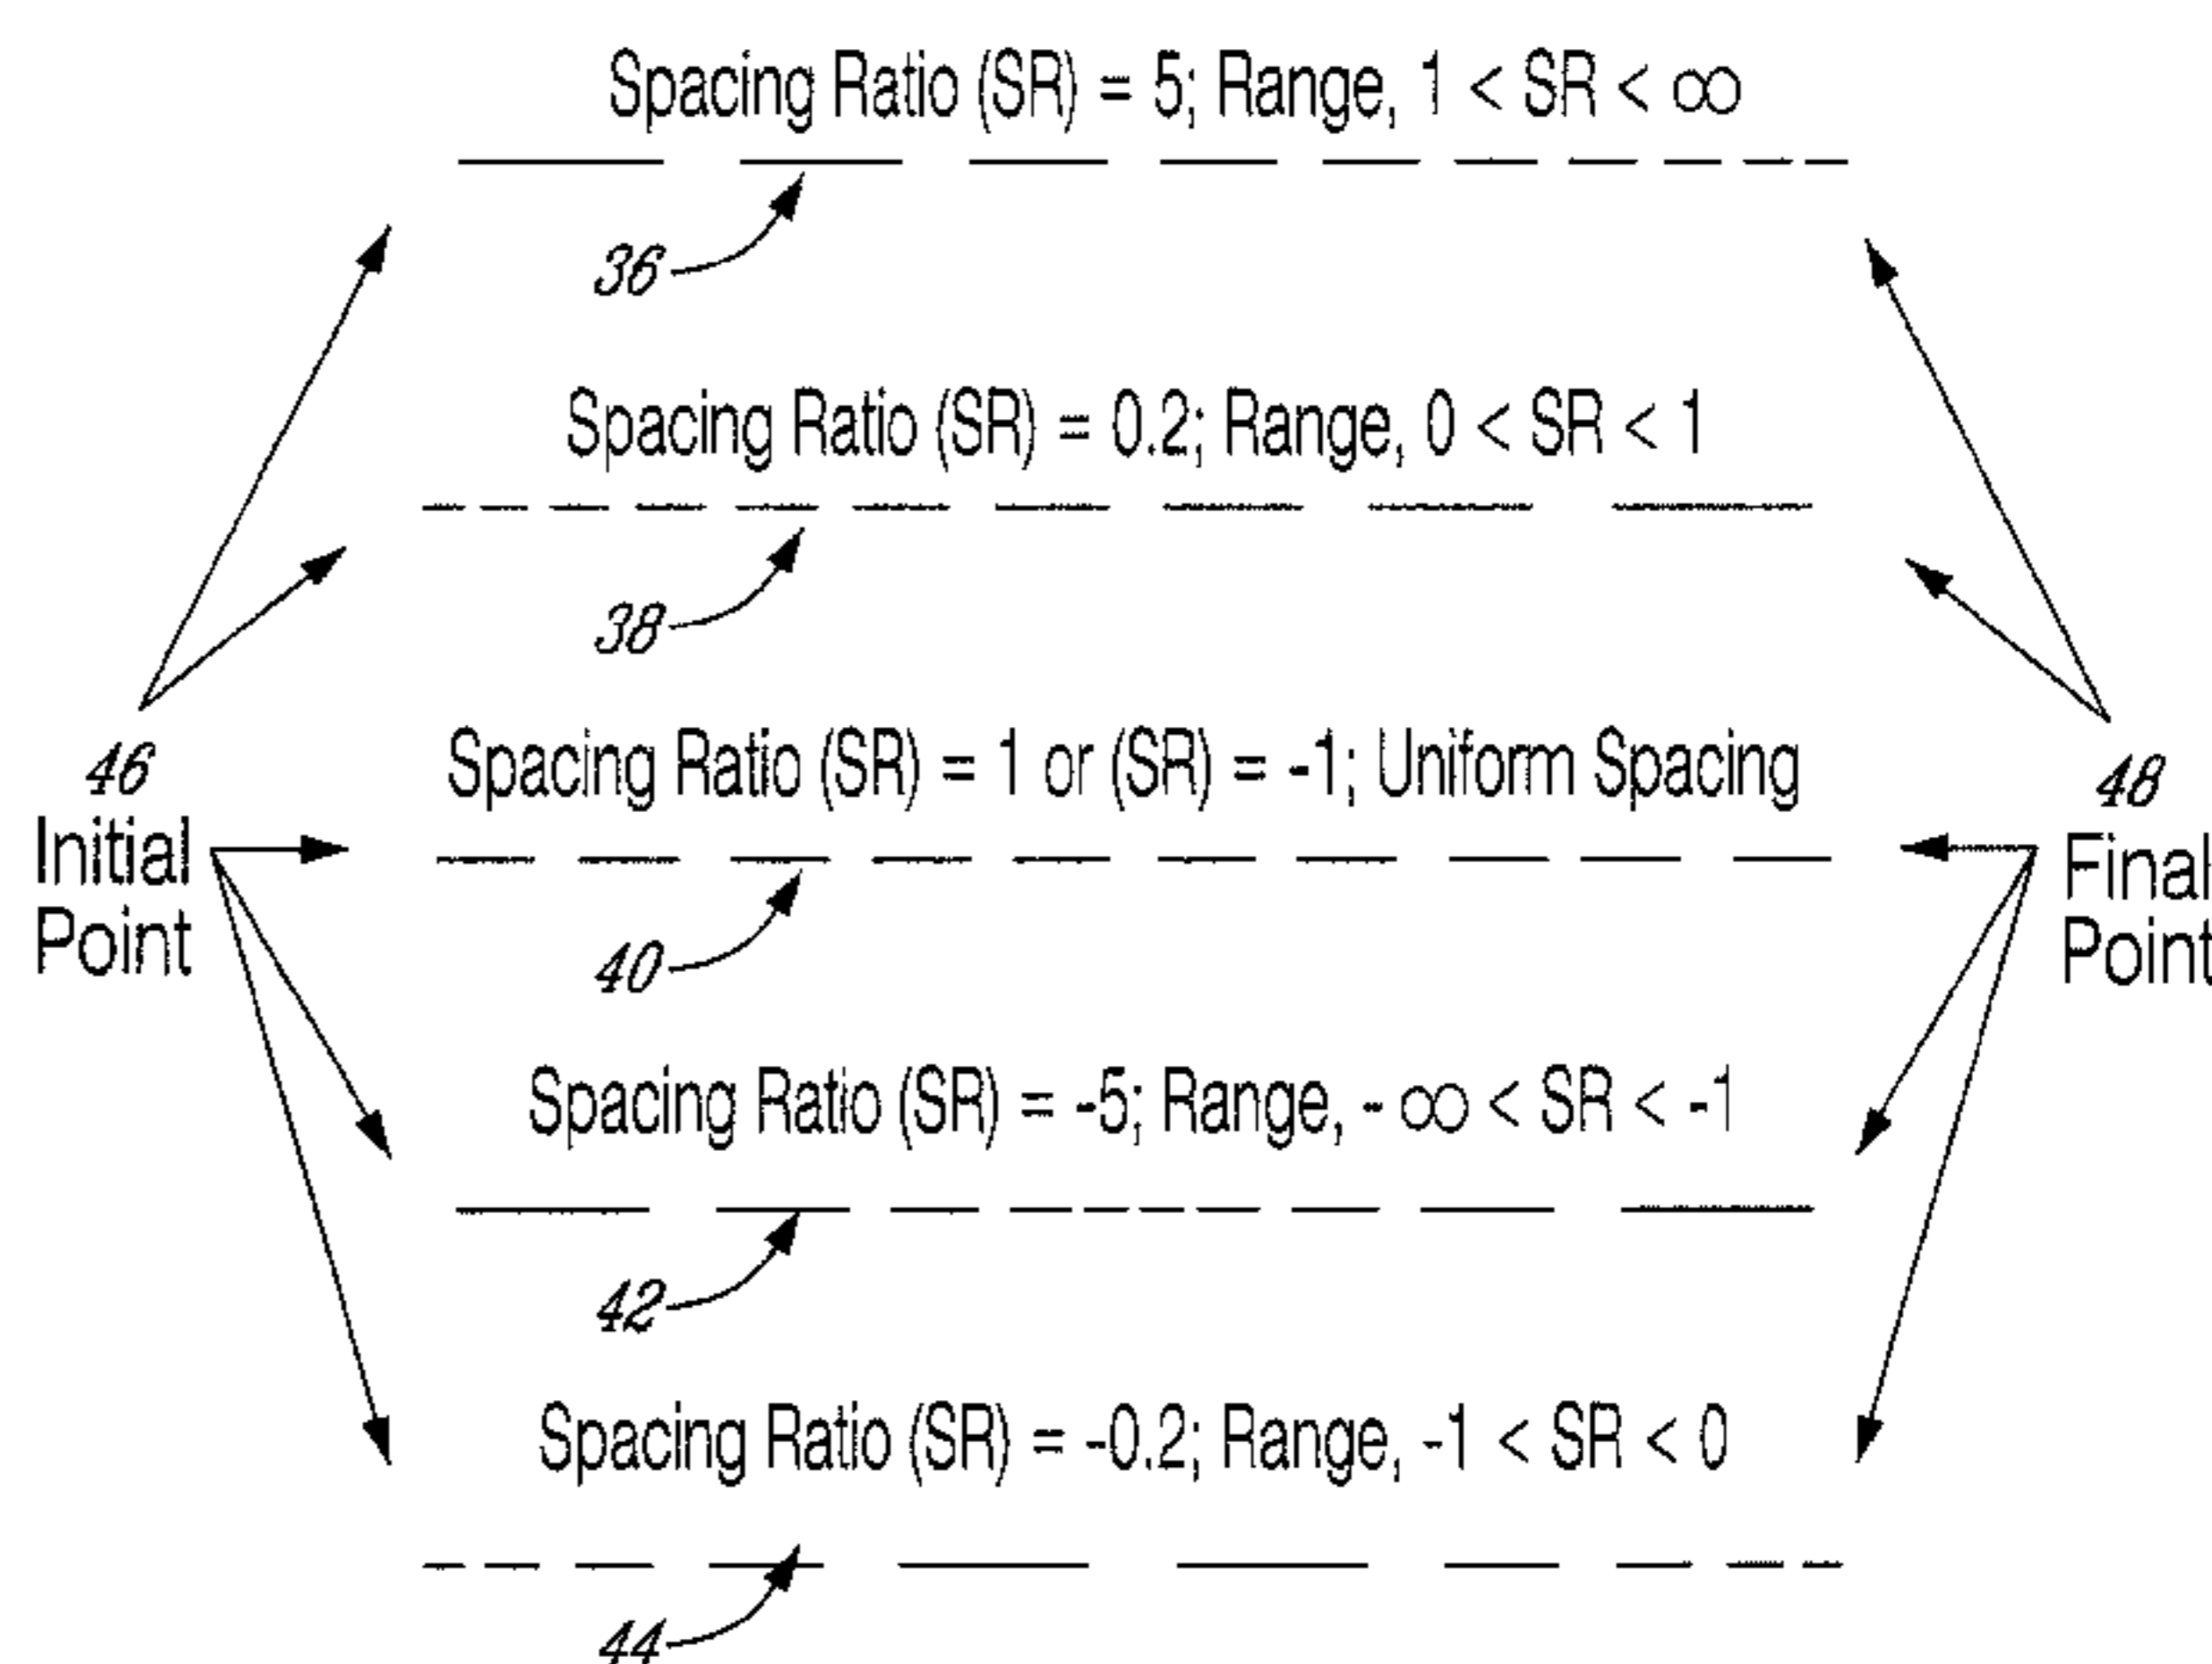 Spacing Ratio (SR) = 5; Range, 1 < SR < ∞
36
Spacing Ratio (SR) = 0.2; Range, 0 < SR < 1
38
46
Initial
Point
Spacing Ratio (SR) = 1 or (SR) = -1; Uniform Spacing
48
Final
Point
40
Spacing Ratio (SR) = -5; Range, - ∞ < SR < -1
42
Spacing Ratio (SR) = -0.2; Range, -1 < SR < 0
44